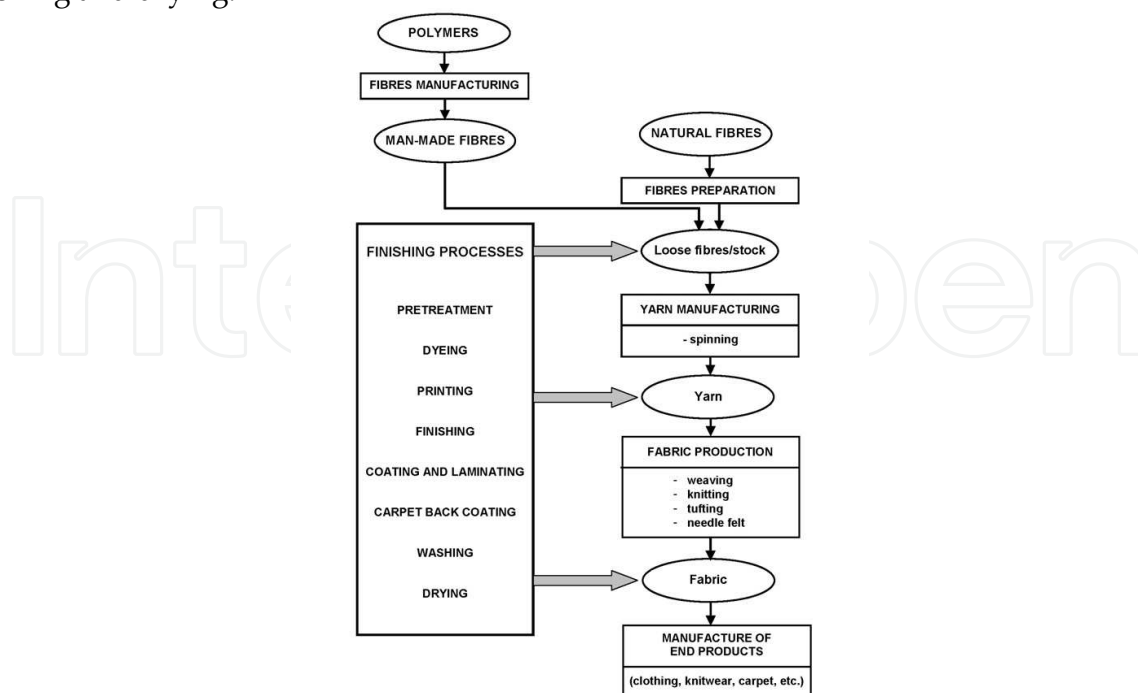 POLYMERS
FIBRES MANUFACTURING
MAN-MADE FIBRES
NATURAL FIBRES
FIBRES PREPARATION
FINISHING PROCESSES
PRETREATMENT
DYEING
PRINTING
FINISHING
COATING AND LAMINATING
CARPET BACK COATING
WASHING
DRYING
Loose fibres/stock
YARN MANUFACTURING
- spinning
Yarn
FABRIC PRODUCTION
- weaving
- knitting
- tufting
- needle felt
Fabric
MANUFACTURE OF
END PRODUCTS
(clothing, knitwear, carpet, etc.)